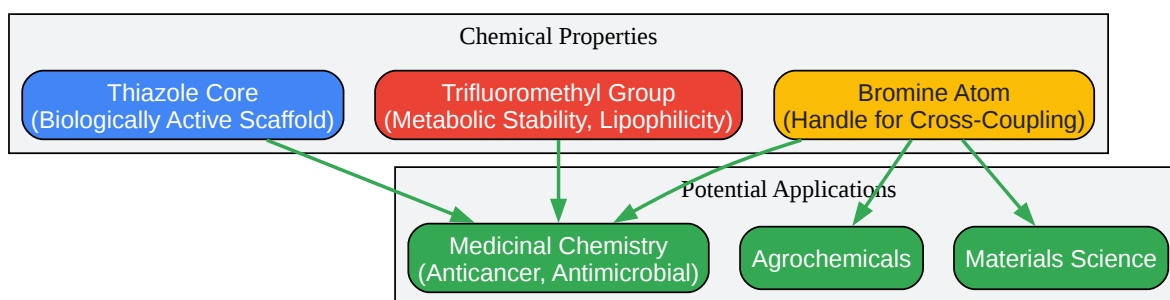 Chemical Properties
Thiazole Core
(Biologically Active Scaffold)
Trifluoromethyl Group
(Metabolic Stability, Lipophilicity)
Bromine Atom
(Handle for Cross-Coupling)
Potential Applications
Medicinal Chemistry
(Anticancer, Antimicrobial)
Agrochemicals
Materials Science